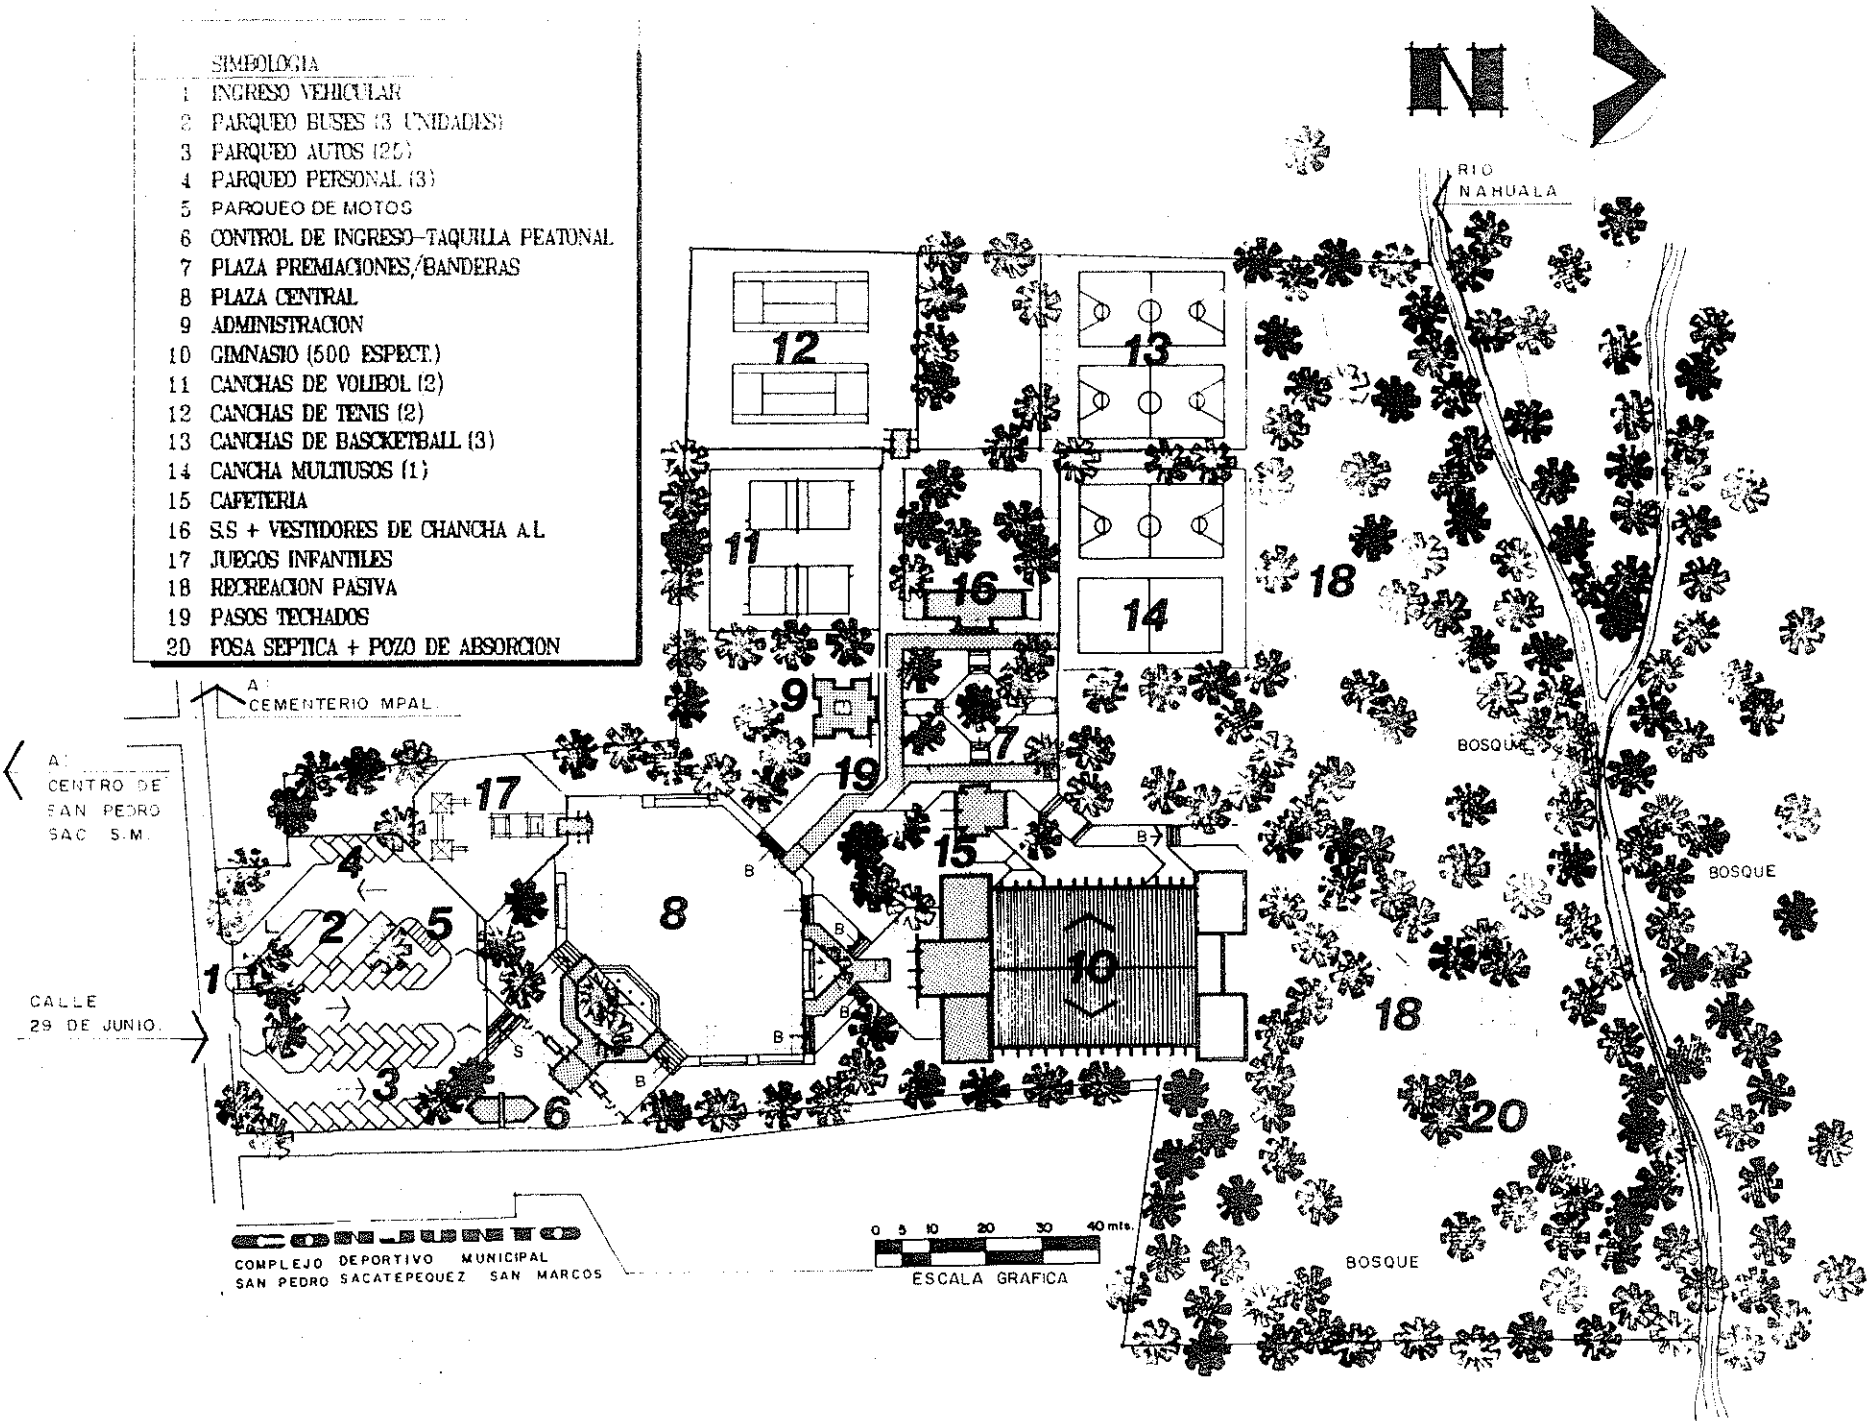 SIMBOLOGIA
1 INGRESO VEHICULAR
2 PARQUEO BUSES (3 UNIDADES)
3 PARQUEO AUTOS (25)
4 PARQUEO PERSONAL (3)
5 PARQUEO DE MOTOS
6 CONTROL DE INGRESO-TAQUILLA PEATONAL
7 PLAZA PREMIACIONES/BANDERAS
8 PLAZA CENTRAL
9 ADMINISTRACION
10 GIMNASIO (500 ESPECT.)
11 CANCHAS DE VOLIBOL (2)
12 CANCHAS DE TENIS (2)
13 CANCHAS DE BASCKETBALL (3)
14 CANCHA MULTIUSOS (1)
15 CAFETERIA
16 S.S + VESTIDORES DE CHANCHA A.L
17 JUEGOS INFANTILES
18 RECREACION PASIVA
19 PASOS TECHADOS
20 FOSA SEPTICA + POZO DE ABSORCION
N
RIO
NAHUALA
12
13
11
16
14
18
A:
CEMENTERIO MPAL.
9
7
19
A:
CENTRO DE
SAN PEDRO
SAC S.M.
17
BOSQUE
15
B
B
4
BOSQUE
2
5
8
B
10
1
CALLE
29 DE JUNIO.
B
18
S
B
3
B
6
20
CONJUNTO
COMPLEJO DEPORTIVO MUNICIPAL
SAN PEDRO SACATEPEQUEZ SAN MARCOS
0 5 10 20 30 40 mts.
ESCALA GRAFICA
BOSQUE